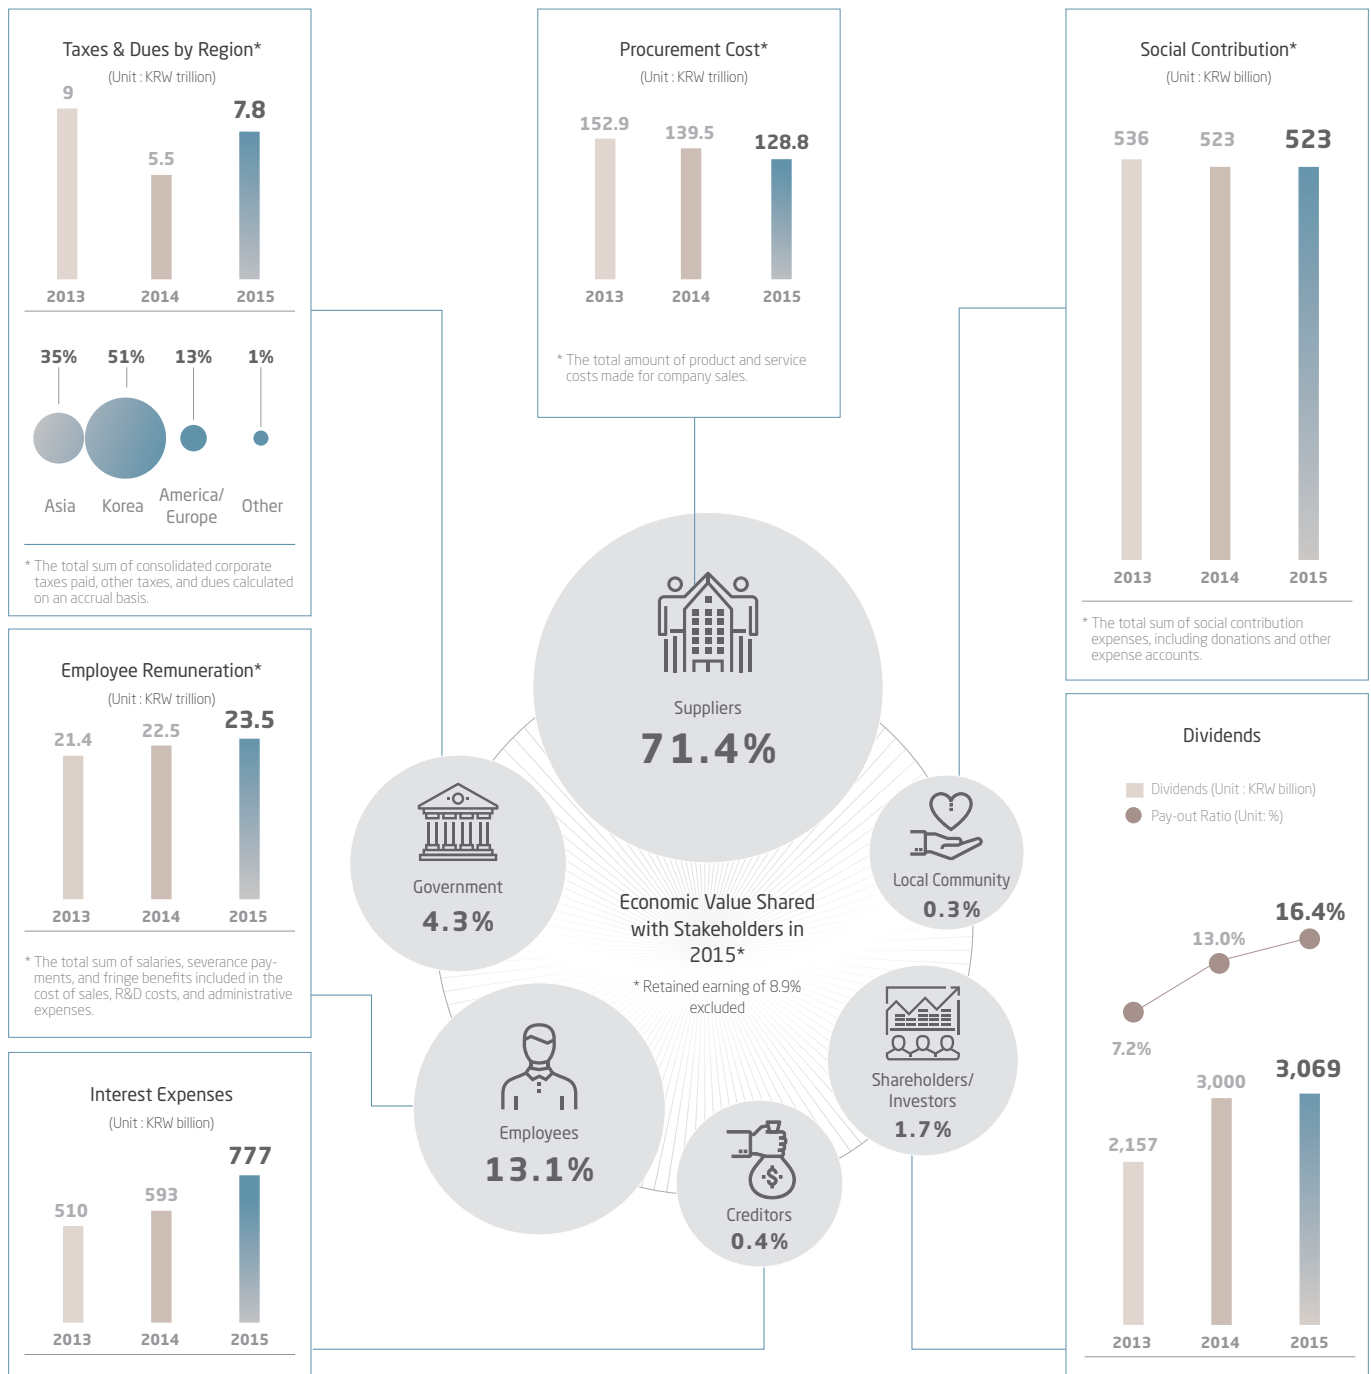 Taxes & Dues by Region*
(Unit : KRW trillion)
9
5.5
7.8
2013
2014
2015
35%
51%
13%
1%
Asia
Korea
America/
Europe
Other
* The total sum of consolidated corporate
taxes paid, other taxes, and dues calculated
on an accrual basis.
Employee Remuneration*
(Unit : KRW trillion)
21.4
22.5
23.5
2013
2014
2015
* The total sum of salaries, severance pay-
ments, and fringe benefits included in the
cost of sales, R&D costs, and administrative
expenses.
Interest Expenses
(Unit : KRW billion)
510
593
777
2013
2014
2015
Procurement Cost*
(Unit : KRW trillion)
152.9
139.5
128.8
2013
2014
2015
* The total amount of product and service
costs made for company sales.
Suppliers
71.4%
Government
4.3%
Local Community
0.3%
Economic Value Shared
with Stakeholders in
2015*
* Retained earning of 8.9%
excluded
Employees
13.1%
Shareholders/
Investors
1.7%
$
Creditors
0.4%
Social Contribution*
(Unit : KRW billion)
536
523
523
2013
2014
2015
* The total sum of social contribution
expenses, including donations and other
expense accounts.
Dividends
Dividends (Unit : KRW billion)
Pay-out Ratio (Unit: %)
7.2%
13.0%
16.4%
2,157
3,000
3,069
2013
2014
2015